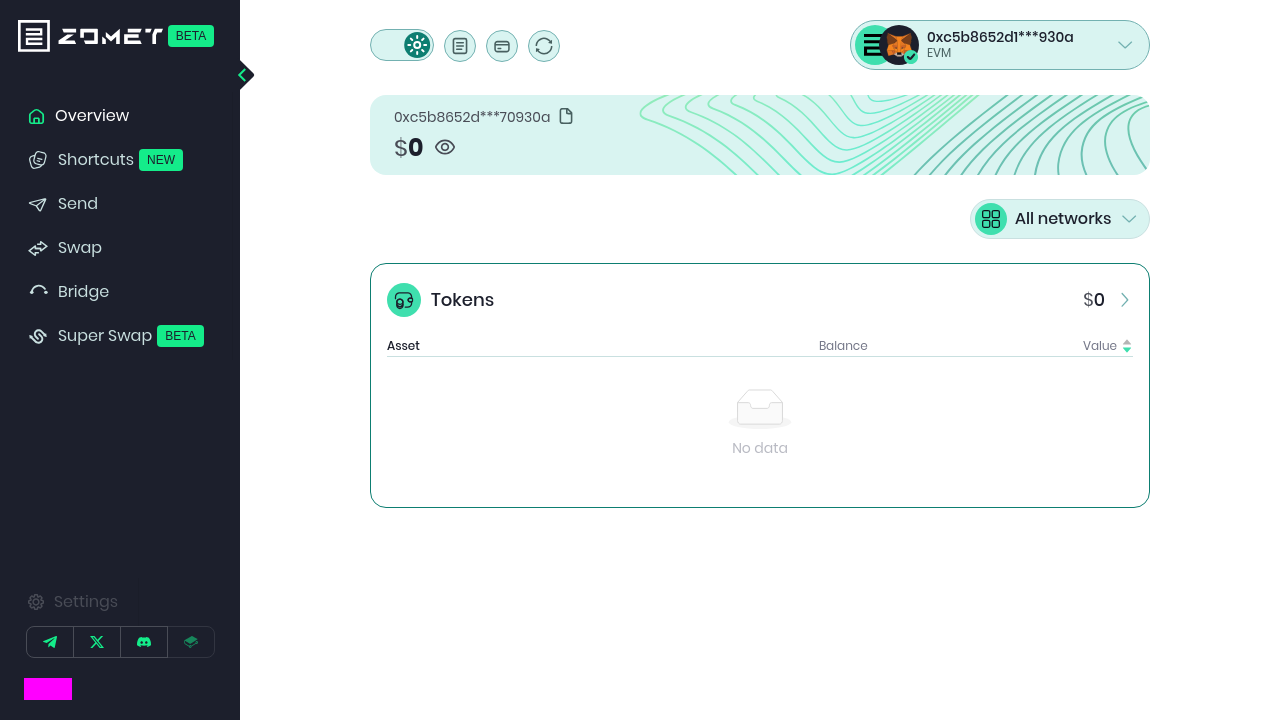 ZOMET BETA
Overview
Shortcuts NEW
Send
Swap
Bridge
Super Swap BETA
Settings
0xc5b8652d1***930a
EVM
0xc5b8652d***70930a
$0
All networks
Tokens
$0
Asset Balance Value
No data